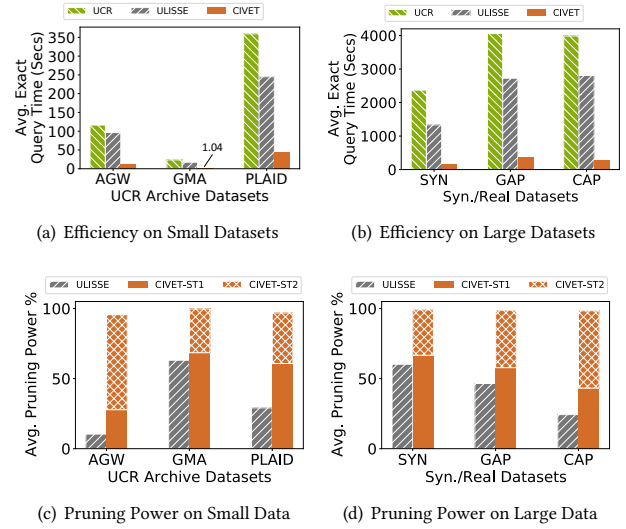 UCR ULISSE CIVET
Avg. Exact
Query Time (Secs)
350
300
250
200
150
100
50
0
1.04
AGW GMA PLAID
UCR Archive Datasets
(a) Efficiency on Small Datasets
UCR ULISSE CIVET
Avg. Exact
Query Time (Secs)
4000
3000
2000
1000
0
SYN GAP CAP
Syn./Real Datasets
(b) Efficiency on Large Datasets
ULISSE CIVET-ST1 CIVET-ST2
Avg. Pruning Power %
100
50
0
AGW GMA PLAID
UCR Archive Datasets
(c) Pruning Power on Small Data
ULISSE CIVET-ST1 CIVET-ST2
Avg. Pruning Power %
100
50
0
SYN GAP CAP
Syn./Real Datasets
(d) Pruning Power on Large Data